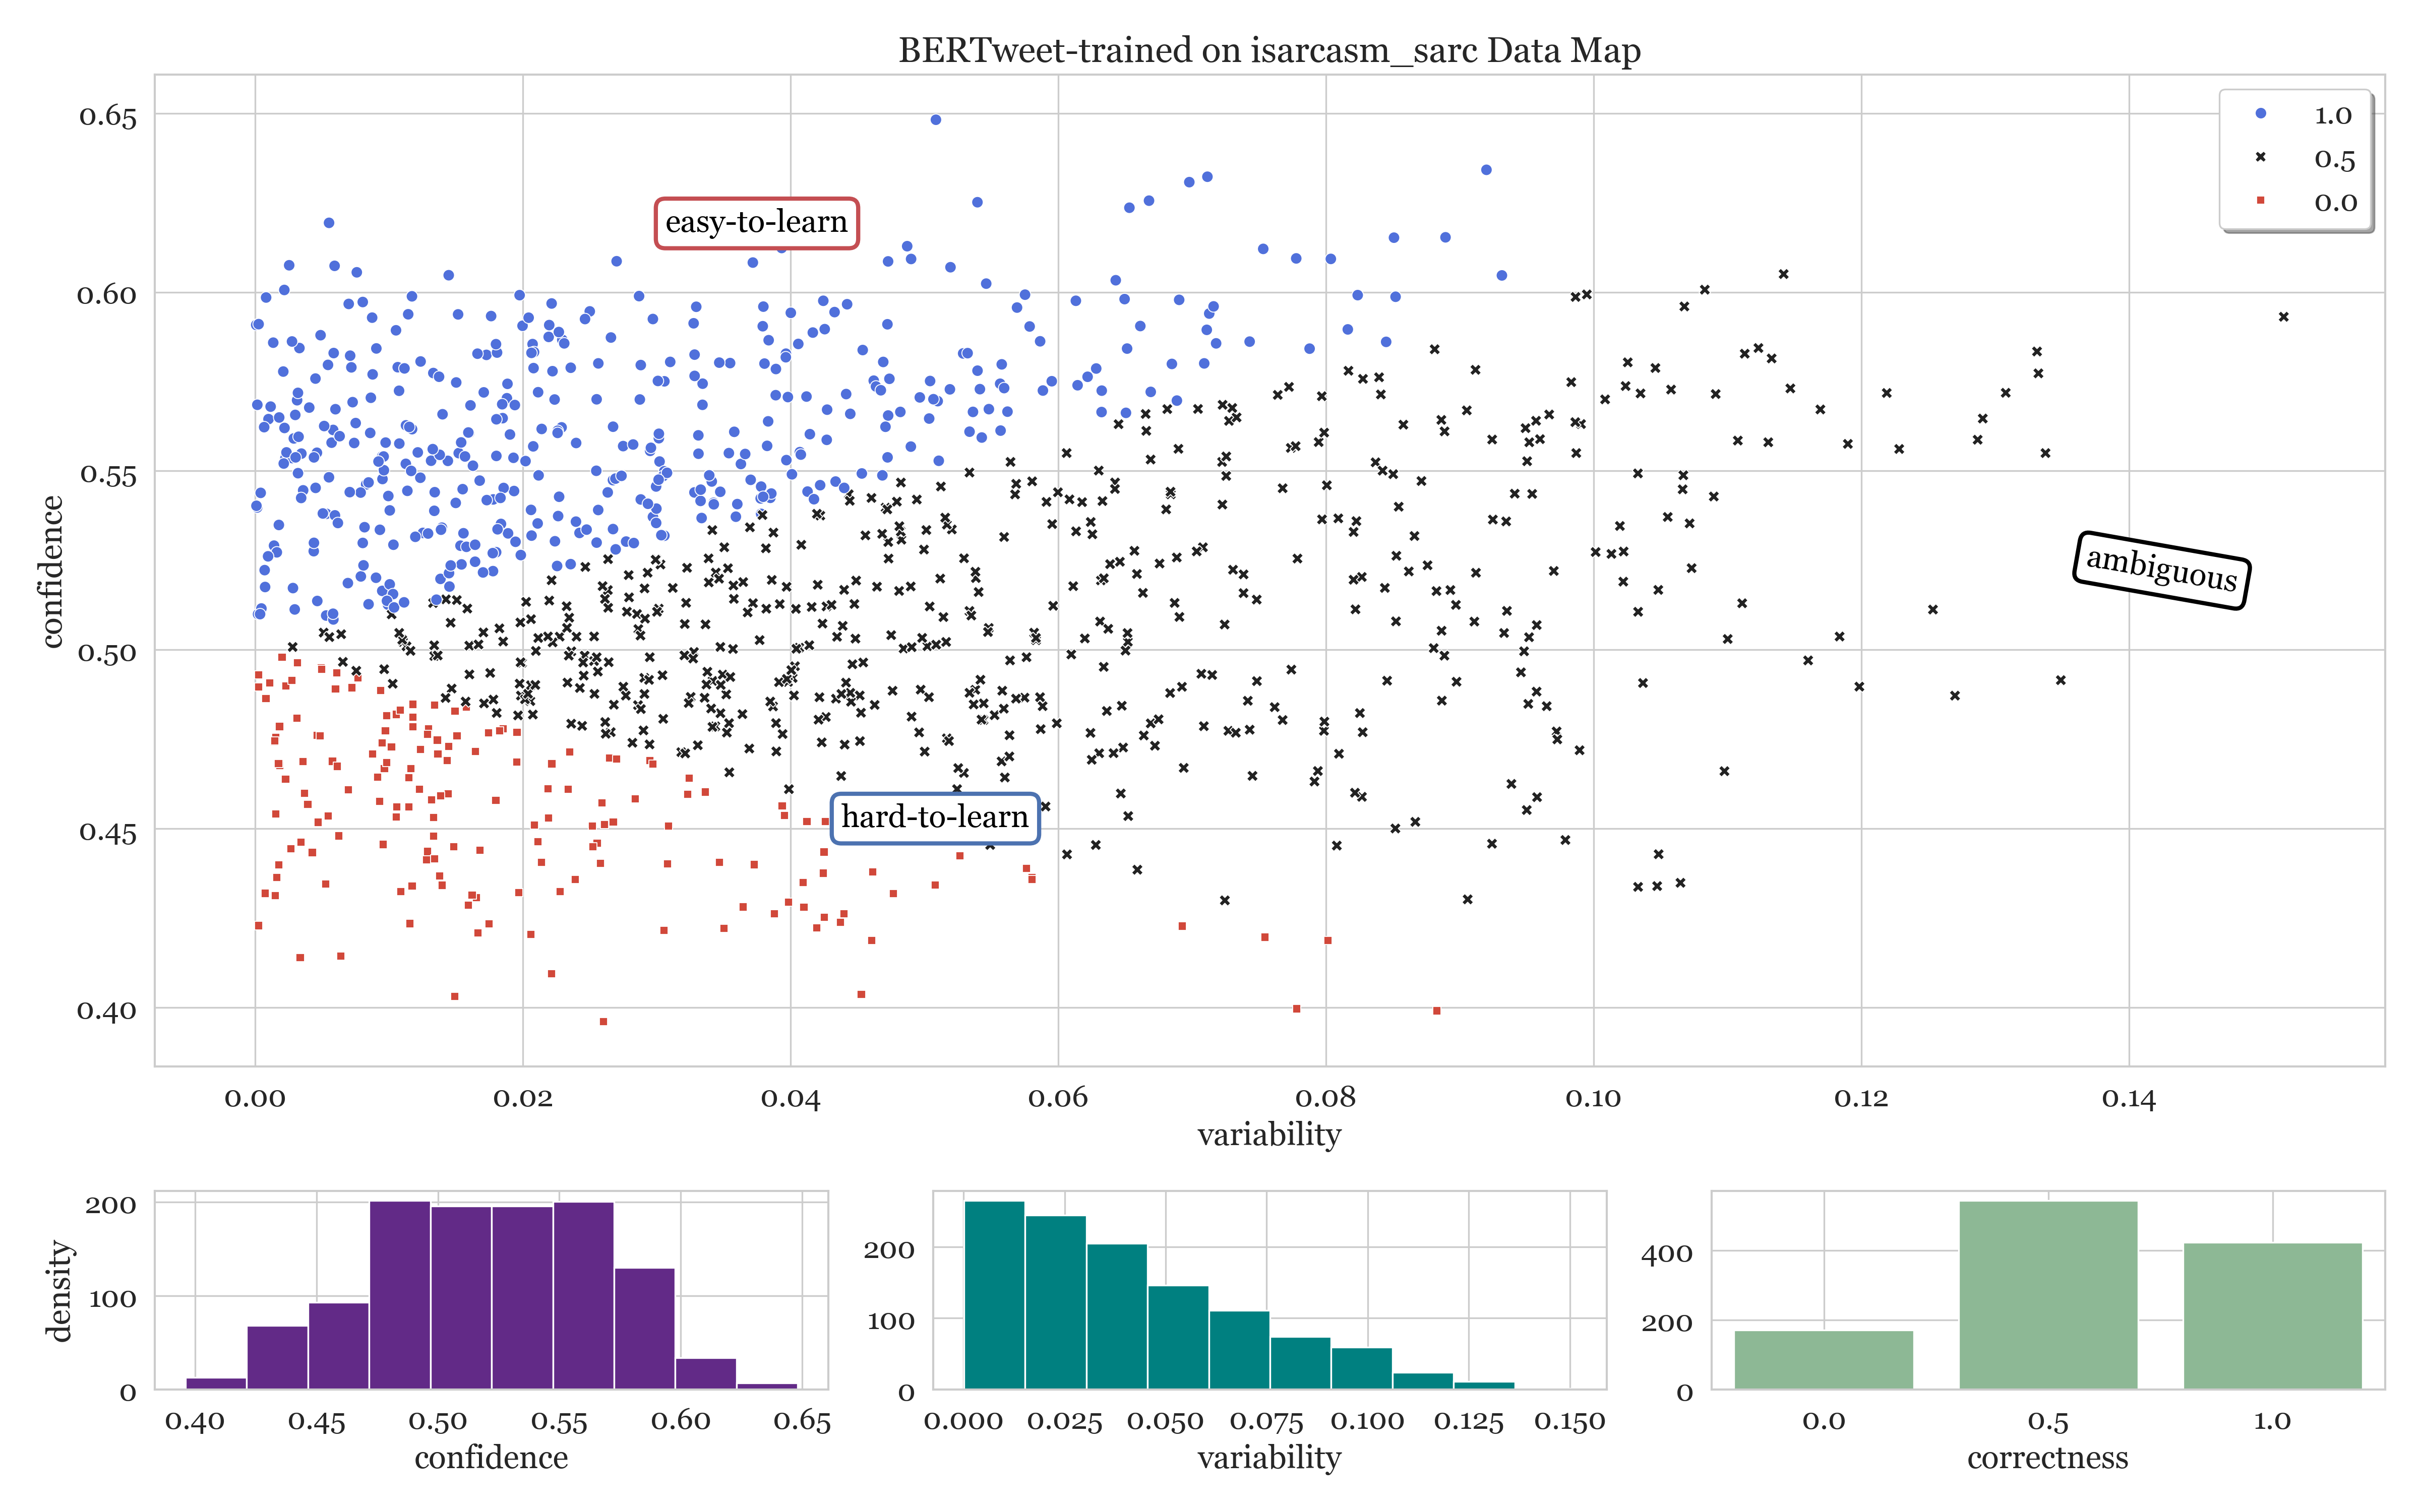 BERTweet-trained on isarcasm_sarc Data Map
0.65
0.60
0.55
0.50
0.45
0.40
confidence
easy-to-learn
hard-to-learn
ambiguous
1.0
0.5
0.0
0.00 0.02 0.04 0.06 0.08 0.10 0.12 0.14
variability
200
100
0
density
0.40 0.45 0.50 0.55 0.60 0.65
confidence
200
100
0
0.000 0.025 0.050 0.075 0.100 0.125 0.150
variability
400
200
0
0.0 0.5 1.0
correctness